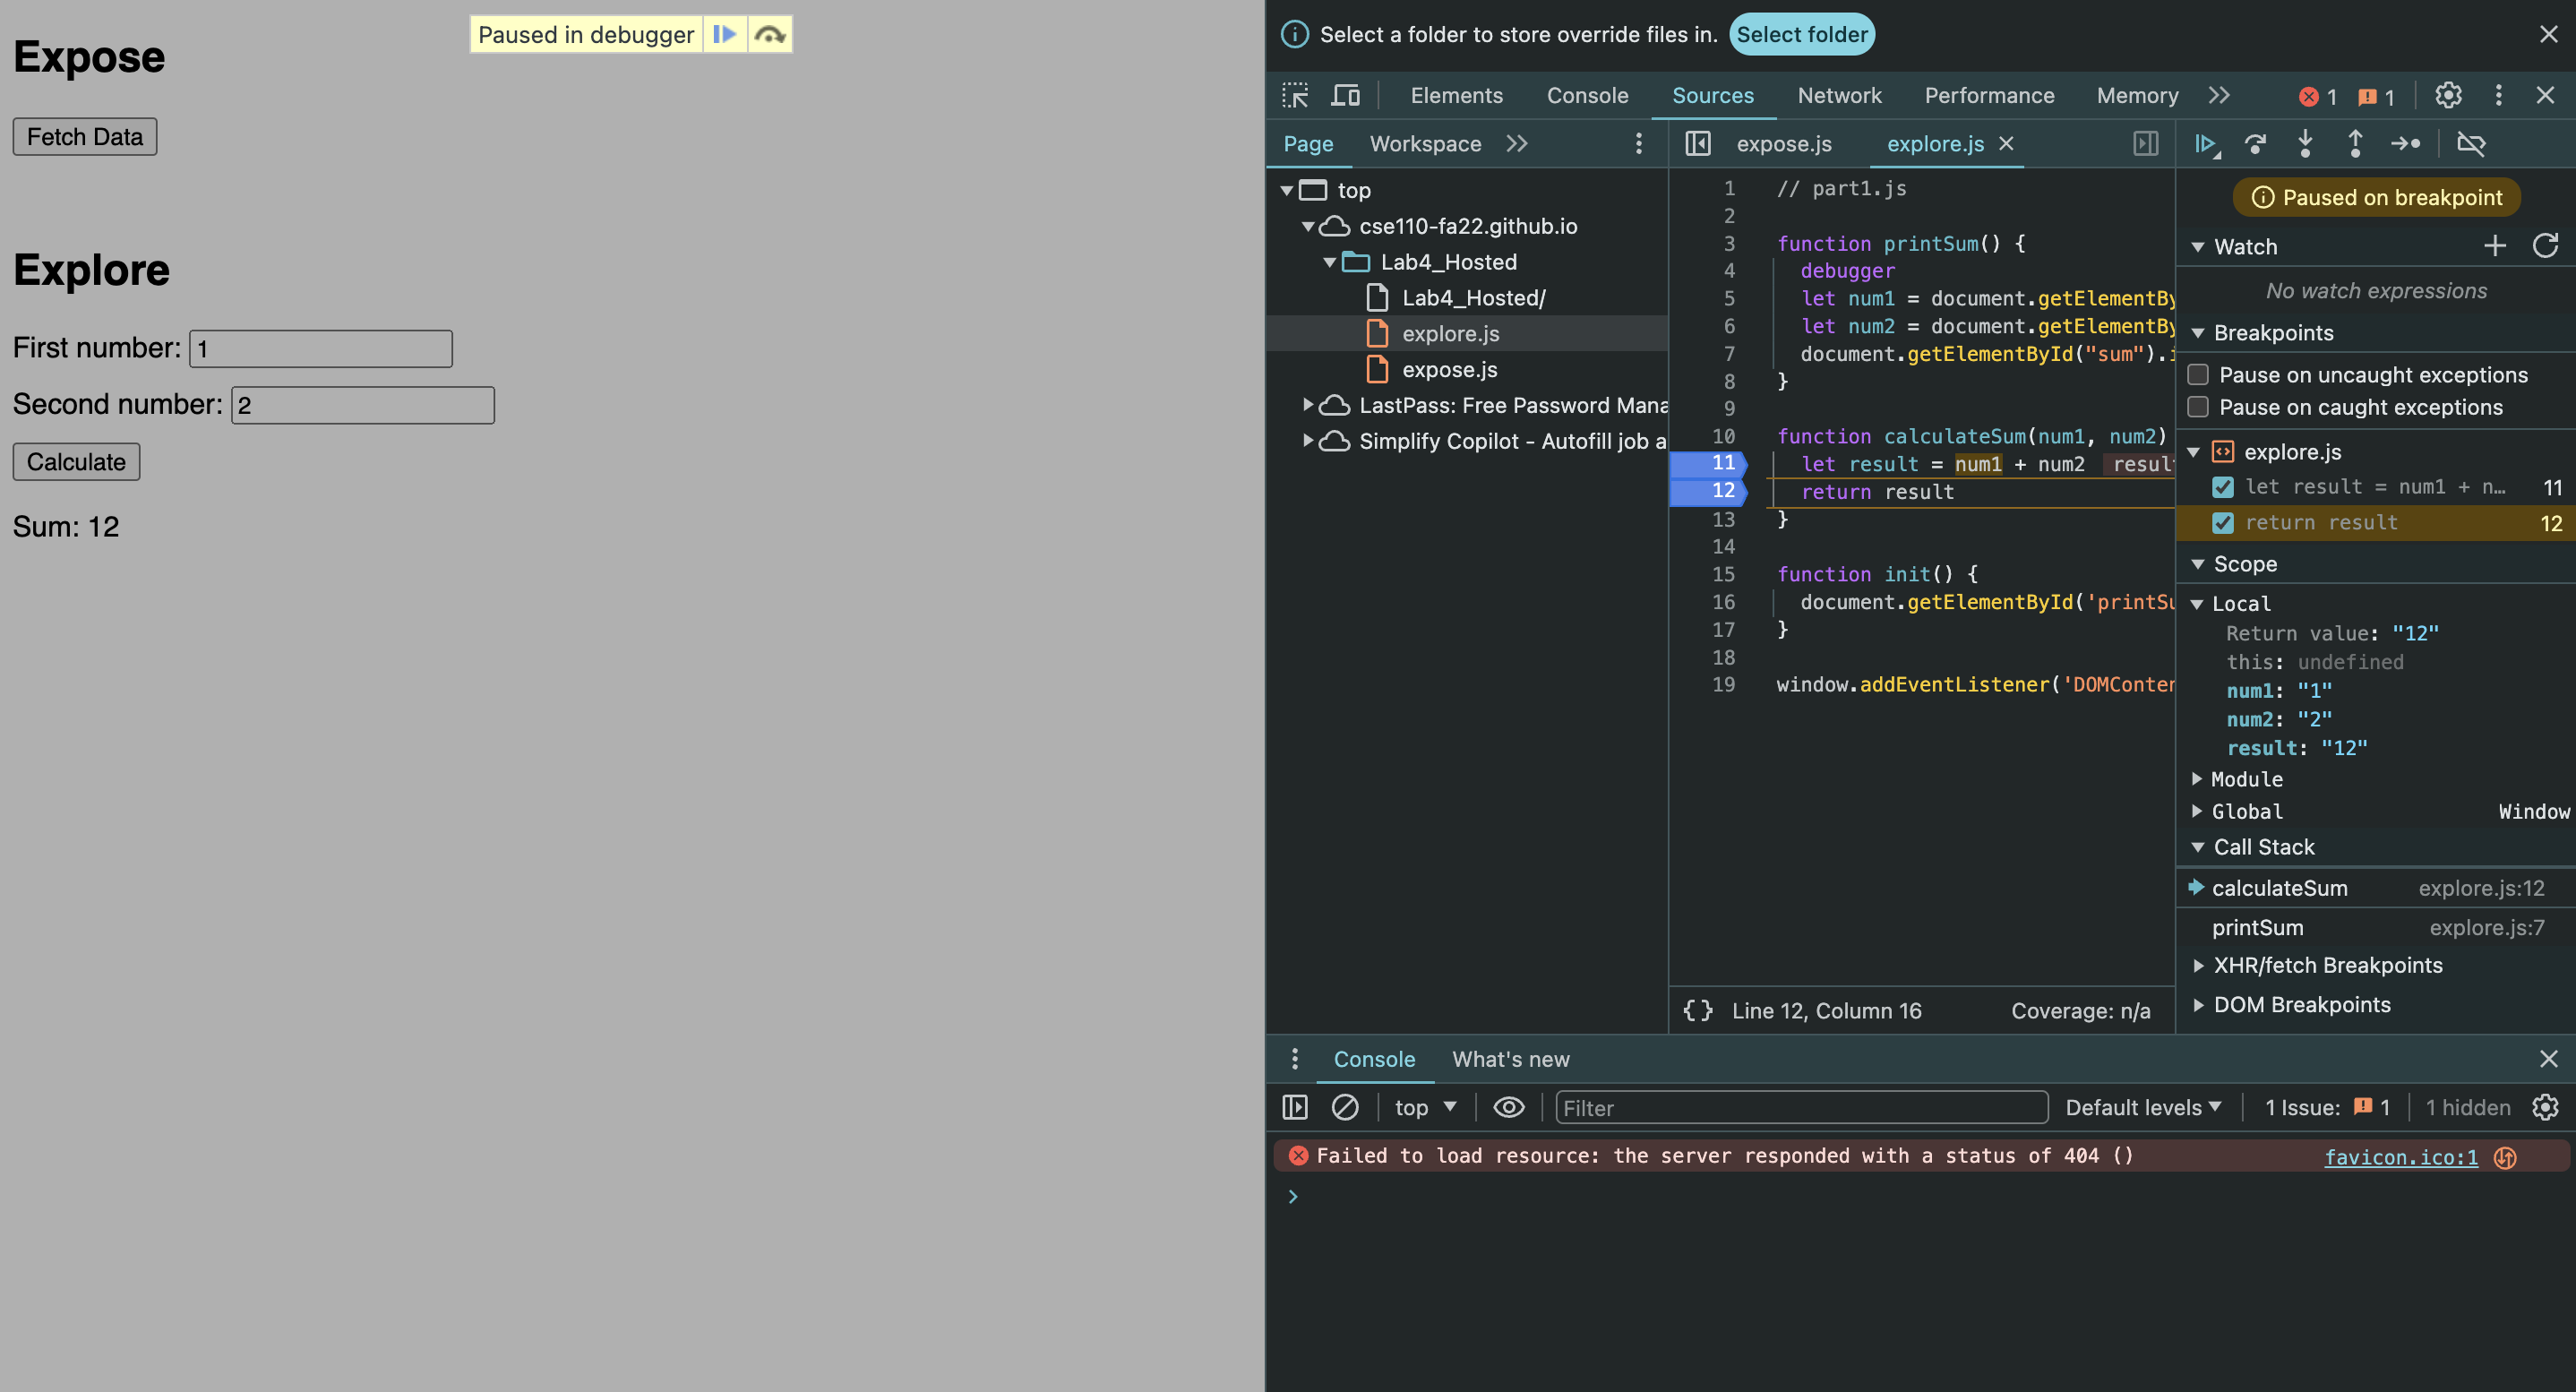 Expose
Paused in debugger
Fetch Data
Explore
First number: 1
Second number: 2
Calculate
Sum: 12
Select a folder to store override files in. Select folder
Elements Console Sources Network Performance Memory 1 1
Page Workspace
top
cse110-fa22.github.io
Lab4_Hosted
Lab4_Hosted/
explore.js
expose.js
LastPass: Free Password Mana
Simplify Copilot - Autofill job a
expose.js explore.js
1 // part1.js
2
3 function printSum() {
4 debugger
5 let num1 = document.getElementBy
6 let num2 = document.getElementBy
7 document.getElementById("sum").i
8 }
9
10 function calculateSum(num1, num2)
11 let result = num1 + num2 result
12 return result
13 }
14
15 function init() {
16 document.getElementById('printSu
17 }
18
19 window.addEventListener('DOMConten
{} Line 12, Column 16 Coverage: n/a
Paused on breakpoint
Watch
No watch expressions
Breakpoints
Pause on uncaught exceptions
Pause on caught exceptions
explore.js
let result = num1 + n… 11
return result 12
Scope
Local
Return value: "12"
this: undefined
num1: "1"
num2: "2"
result: "12"
Module
Global Window
Call Stack
calculateSum explore.js:12
printSum explore.js:7
XHR/fetch Breakpoints
DOM Breakpoints
Console What's new
top Filter Default levels 1 Issue: 1 1 hidden
Failed to load resource: the server responded with a status of 404 () favicon.ico:1